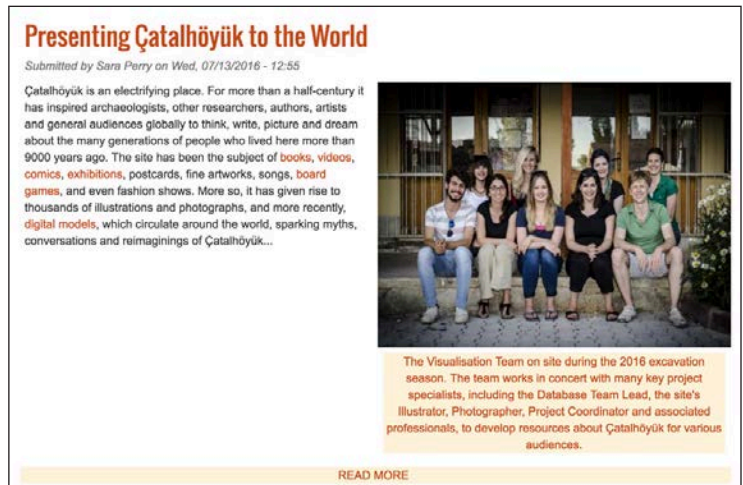 Presenting Çatalhöyük to the World
Submitted by Sara Perry on Wed, 07/13/2016 - 12:55
Çatalhöyük is an electrifying place. For more than a half-century it
has inspired archaeologists, other researchers, authors, artists
and general audiences globally to think, write, picture and dream
about the many generations of people who lived here more than
9000 years ago. The site has been the subject of books, videos,
comics, exhibitions, postcards, fine artworks, songs, board
games, and even fashion shows. More so, it has given rise to
thousands of illustrations and photographs, and more recently,
digital models, which circulate around the world, sparking myths,
conversations and reimaginings of Çatalhöyük...
The Visualisation Team on site during the 2016 excavation
season. The team works in concert with many key project
specialists, including the Database Team Lead, the site's
Illustrator, Photographer, Project Coordinator and associated
professionals, to develop resources about Çatalhöyük for various
audiences.
READ MORE